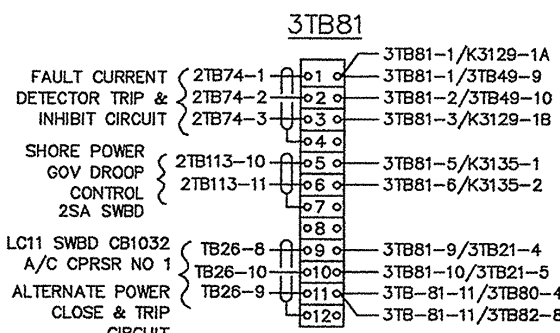 3TB81
3TB81-1/K3129-1A
FAULT CURRENT 2TB74-1 1 3TB81-1/3TB49-9
DETECTOR TRIP & 2TB74-2 2 3TB81-2/3TB49-10
INHIBIT CIRCUIT 2TB74-3 3 3TB81-3/K3129-1B
4
SHORE POWER 2TB113-10 5 3TB81-5/K3135-1
GOV DROOP 2TB113-11 6 3TB81-6/K3135-2
CONTROL 7
2SA SWBD
8
LC11 SWBD CB1032 TB26-8 9 3TB81-9/3TB21-4
A/C CPRSR NO 1 TB26-10 10 3TB81-10/3TB21-5
ALTERNATE POWER TB26-9 11 3TB-81-11/3TB80-4
CLOSE & TRIP 12 3TB-81-11/3TB82-8
CIRCUIT